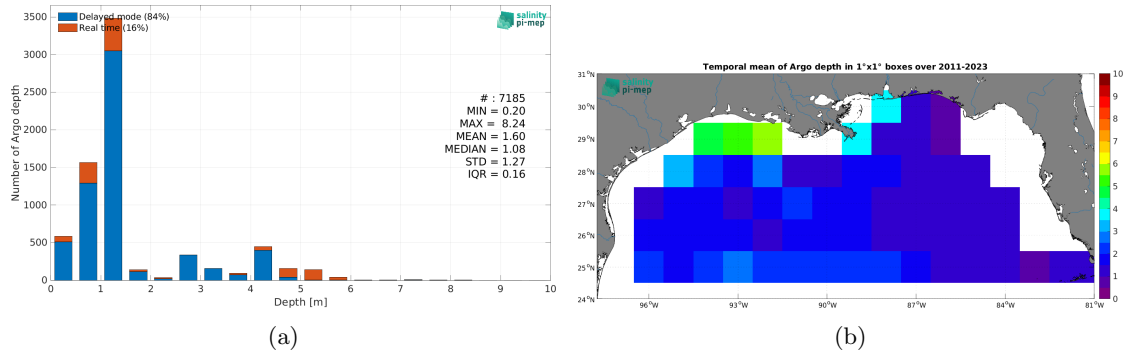 Delayed mode (84%)
Real time (16%)
salinity
pi-mep
Number of Argo depth
3500
3000
2500
2000
1500
1000
500
0
# : 7185
MIN = 0.20
MAX = 8.24
MEAN = 1.60
MEDIAN = 1.08
STD = 1.27
IQR = 0.16
0 1 2 3 4 5 6 7 8 9 10
Depth [m]
(a)
Temporal mean of Argo depth in 1°x1° boxes over 2011-2023
salinity
pi-mep
31°N
30°N
29°N
28°N
27°N
26°N
25°N
24°N
96°W 93°W 90°W 87°W 84°W 81°W
10
9
8
7
6
5
4
3
2
1
0
(b)